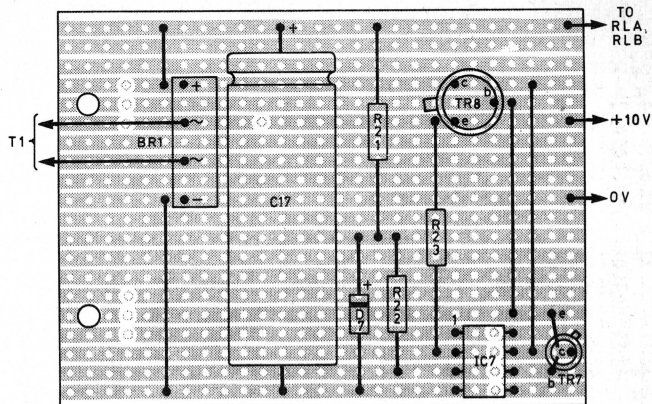 TO
RLA,
RLB
+
+
c
b
TR8
e
R21
+10V
T1
~
BR1
~
C17
-
0V
R23
+
D7
R22
1
e
IC7
c
b
TR7